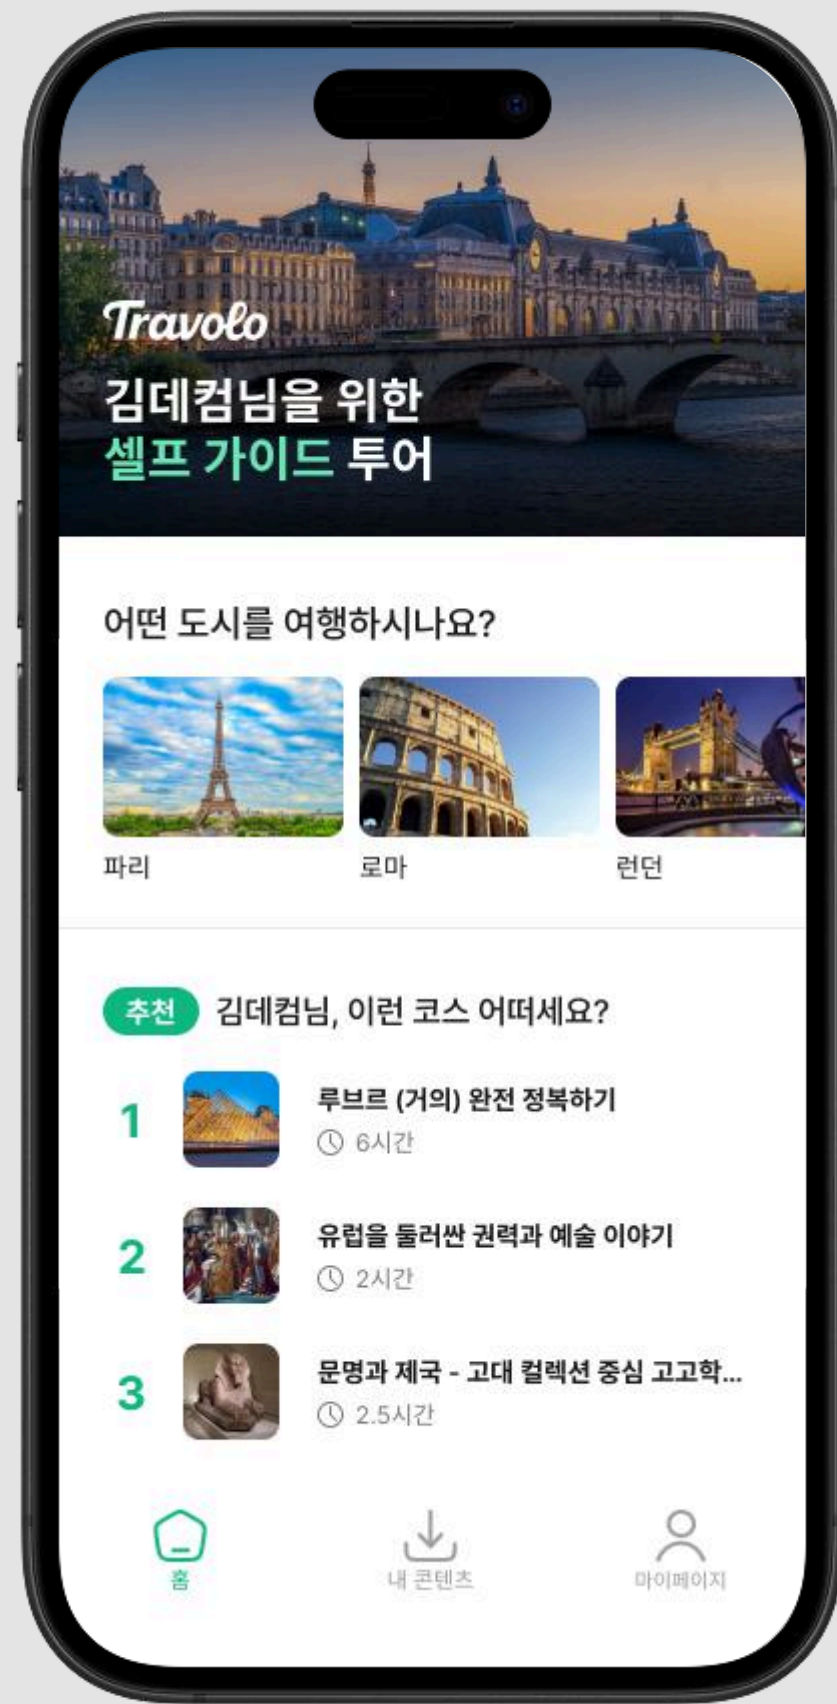 Travolo
김데컴님을 위한
셀프 가이드 투어
어떤 도시를 여행하시나요?
파리
로마
런던
추천 김데컴님, 이런 코스 어떠세요?
1
루브르 (거의) 완전 정복하기
6시간
2
유럽을 둘러싼 권력과 예술 이야기
2시간
3
문명과 제국 - 고대 컬렉션 중심 고고학...
2.5시간
홈
내 콘텐츠
마이페이지